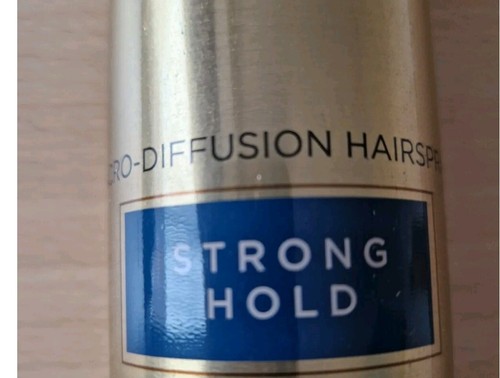 CRO-DIFFUSION HAIRSPR
STRONG
HOLD